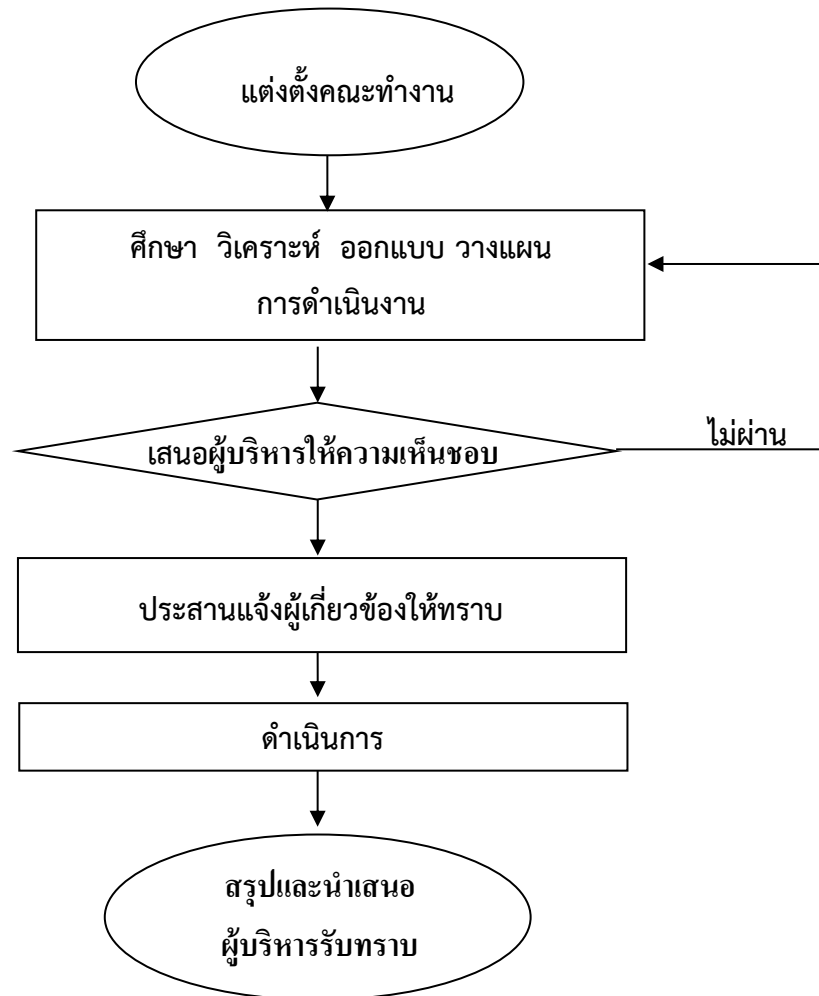 แต่งตั้งคณะทำงาน
ศึกษา วิเคราะห์ ออกแบบ วางแผน
การดำเนินงาน
เสนอผู้บริหารให้ความเห็นชอบ
ไม่ผ่าน
ประสานแจ้งผู้เกี่ยวข้องให้ทราบ
ดำเนินการ
สรุปและนำเสนอ
ผู้บริหารรับทราบ